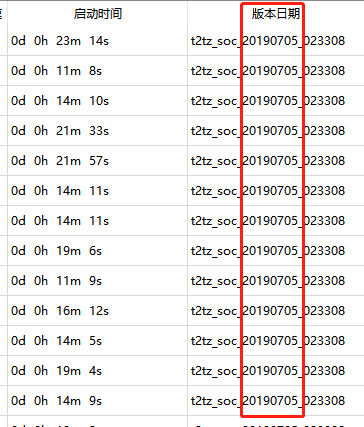 启动时间 版本日期
0d 0h 23m 14s t2tz_soc_20190705_023308
0d 0h 11m 8s t2tz_soc_20190705_023308
0d 0h 14m 10s t2tz_soc_20190705_023308
0d 0h 21m 33s t2tz_soc_20190705_023308
0d 0h 21m 57s t2tz_soc_20190705_023308
0d 0h 14m 11s t2tz_soc_20190705_023308
0d 0h 14m 11s t2tz_soc_20190705_023308
0d 0h 19m 6s t2tz_soc_20190705_023308
0d 0h 11m 9s t2tz_soc_20190705_023308
0d 0h 16m 12s t2tz_soc_20190705_023308
0d 0h 14m 5s t2tz_soc_20190705_023308
0d 0h 19m 4s t2tz_soc_20190705_023308
0d 0h 14m 9s t2tz_soc_20190705_023308